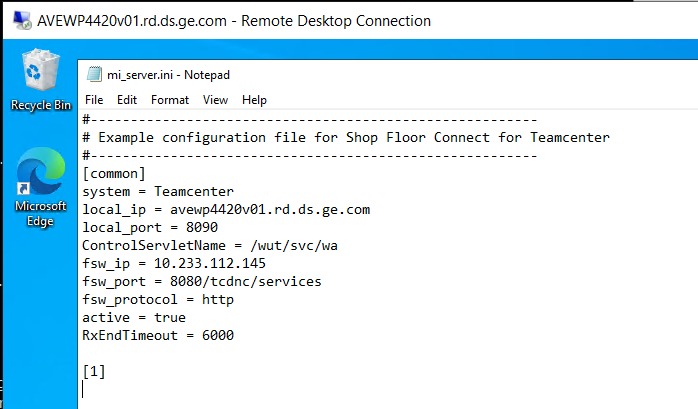 AVEWP4420v01.rd.ds.ge.com - Remote Desktop Connection
Recycle Bin
Microsoft
Edge
mi_server.ini - Notepad
File Edit Format View Help
#-------------------------------------------------------
# Example configuration file for Shop Floor Connect for Teamcenter
#-------------------------------------------------------
[common]
system = Teamcenter
local_ip = avewp4420v01.rd.ds.ge.com
local_port = 8090
ControlServletName = /wut/svc/wa
fsw_ip = 10.233.112.145
fsw_port = 8080/tcdnc/services
fsw_protocol = http
active = true
RxEndTimeout = 6000
[1]